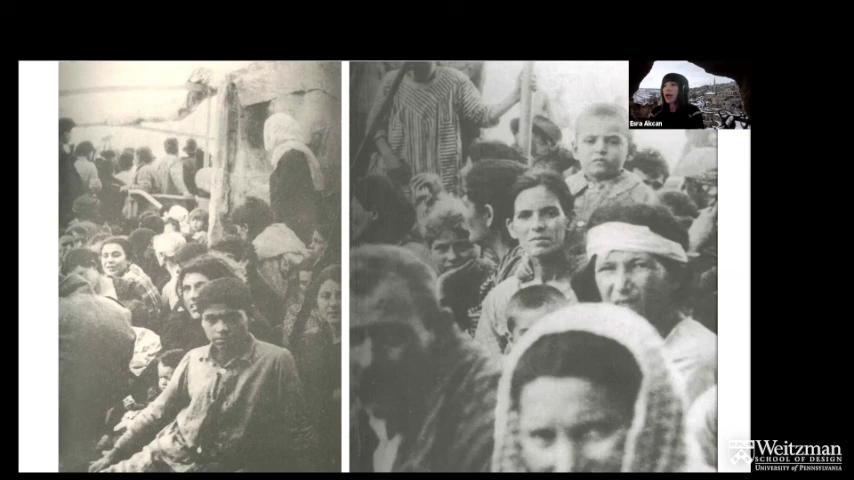 Esra Akcan
Weitzman
SCHOOL OF DESIGN
UNIVERSITY OF PENNSYLVANIA